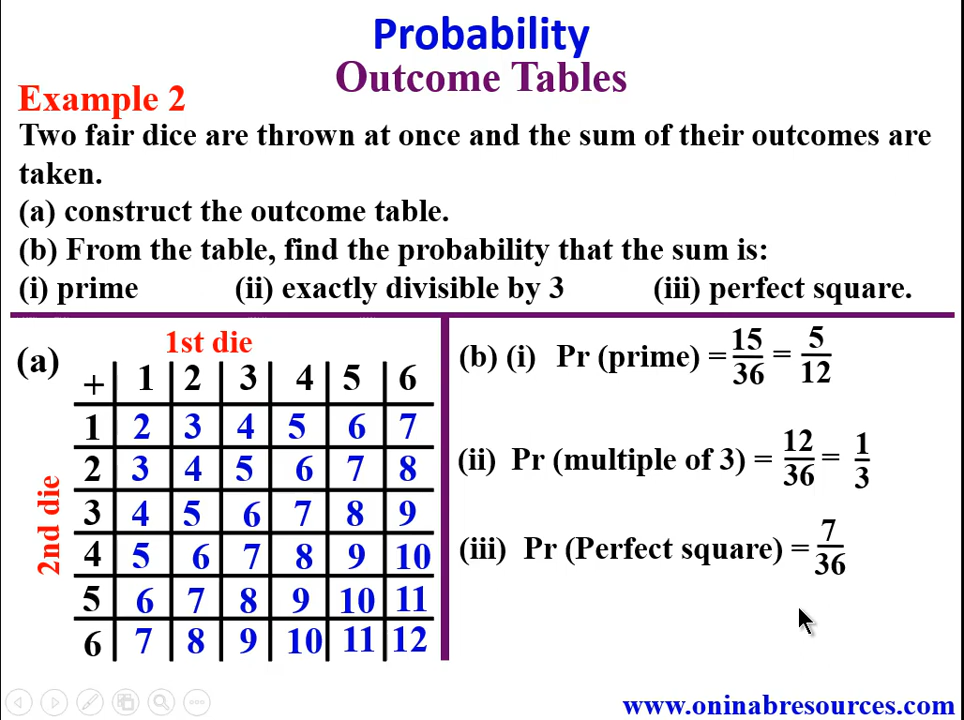 Probability
Outcome Tables
Example 2
Two fair dice are thrown at once and the sum of their outcomes are
taken.
(a) construct the outcome table.
(b) From the table, find the probability that the sum is:
(i) prime (ii) exactly divisible by 3 (iii) perfect square.
(a)
1st die
2nd die
+ 1 2 3 4 5 6
1 2 3 4 5 6 7
2 3 4 5 6 7 8
3 4 5 6 7 8 9
4 5 6 7 8 9 10
5 6 7 8 9 10 11
6 7 8 9 10 11 12
(b) (i) Pr (prime) = 15/36 = 5/12
(ii) Pr (multiple of 3) = 12/36 = 1/3
(iii) Pr (Perfect square) = 7/36
www.oninabresources.com